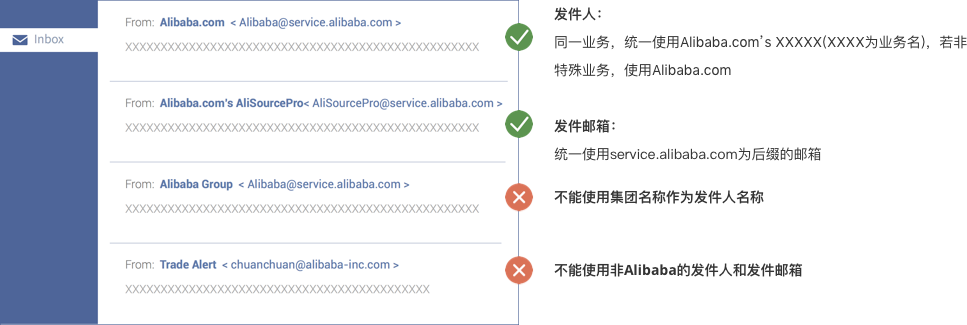 Inbox
From: Alibaba.com < Alibaba@service.alibaba.com >
XXXXXXXXXXXXXXXXXXXXXXXXXXXXXXXXXXXXXXXXXXXXXXXXXX
From: Alibaba.com's AliSourcePro< AliSourcePro@service.alibaba.com >
XXXXXXXXXXXXXXXXXXXXXXXXXXXXXXXXXXXXXXXXXXXXXXXXXX
From: Alibaba Group < Alibaba@service.alibaba.com >
XXXXXXXXXXXXXXXXXXXXXXXXXXXXXXXXXXXXXXXXXXXXXXXXXX
From: Trade Alert < chuanchuan@alibaba-inc.com >
XXXXXXXXXXXXXXXXXXXXXXXXXXXXXXXXXXXXXXXXXXX
发件人：
同一业务，统一使用Alibaba.com's XXXXX(XXXX为业务名)，若非
特殊业务，使用Alibaba.com
发件邮箱：
统一使用service.alibaba.com为后缀的邮箱
不能使用集团名称作为发件人名称
不能使用非Alibaba的发件人和发件邮箱